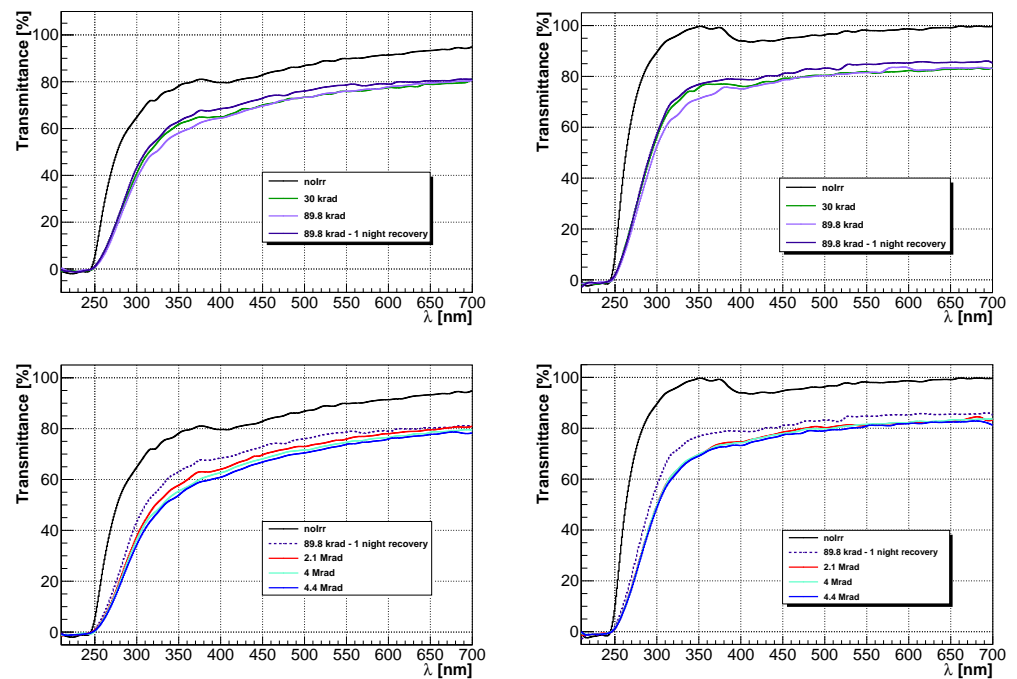 Transmittance [%]
100
80
60
40
20
0
noIrr
30 krad
89.8 krad
89.8 krad - 1 night recovery
250 300 350 400 450 500 550 600 650 700
λ [nm]
Transmittance [%]
100
80
60
40
20
0
noIrr
30 krad
89.8 krad
89.8 krad - 1 night recovery
250 300 350 400 450 500 550 600 650 700
λ [nm]
Transmittance [%]
100
80
60
40
20
0
noIrr
89.8 krad - 1 night recovery
2.1 Mrad
4 Mrad
4.4 Mrad
250 300 350 400 450 500 550 600 650 700
λ [nm]
Transmittance [%]
100
80
60
40
20
0
noIrr
89.8 krad - 1 night recovery
2.1 Mrad
4 Mrad
4.4 Mrad
250 300 350 400 450 500 550 600 650 700
λ [nm]